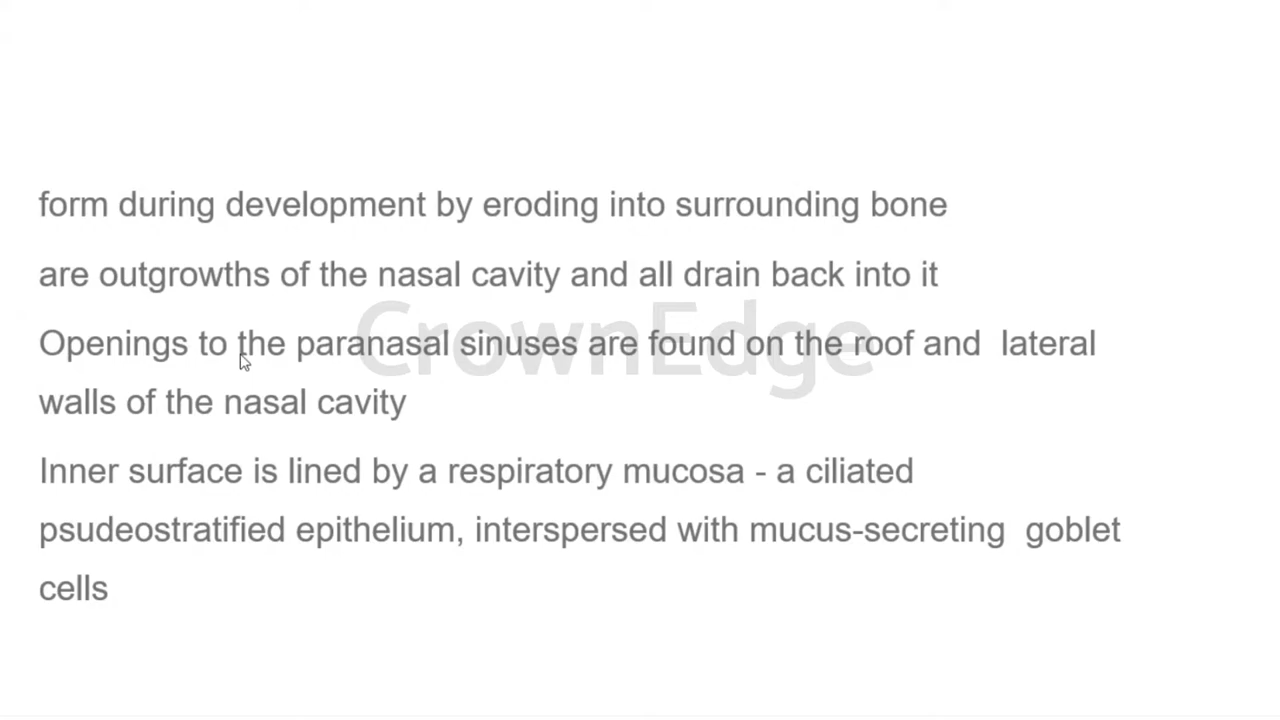 form during development by eroding into surrounding bone
are outgrowths of the nasal cavity and all drain back into it
CrownEdge
Openings to the paranasal sinuses are found on the roof and lateral
walls of the nasal cavity
Inner surface is lined by a respiratory mucosa - a ciliated
psudeostratified epithelium, interspersed with mucus-secreting goblet
cells